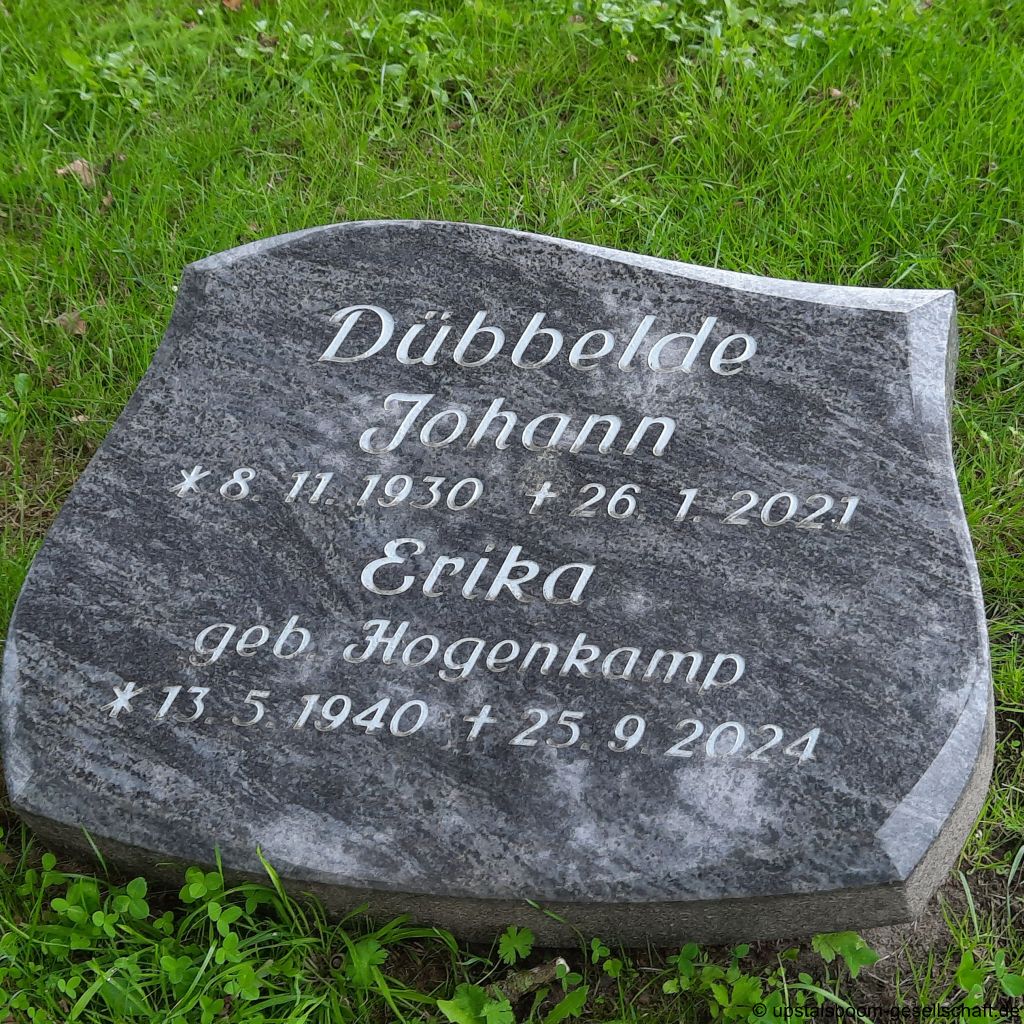 Dübbelde
Johann
* 8. 11. 1930 † 26. 1. 2021
Erika
geb. Hogenkamp
* 13. 5. 1940 † 25. 9. 2024
© upstalsboom-gesellschaft.de